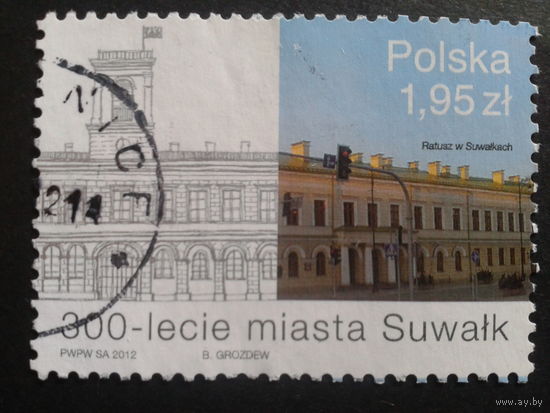 Polska
1,95 zł
Ratusz w Suwałkach
300-lecie miasta Suwałk
PWPW SA 2012 B. GROZDEW
www.ay.by